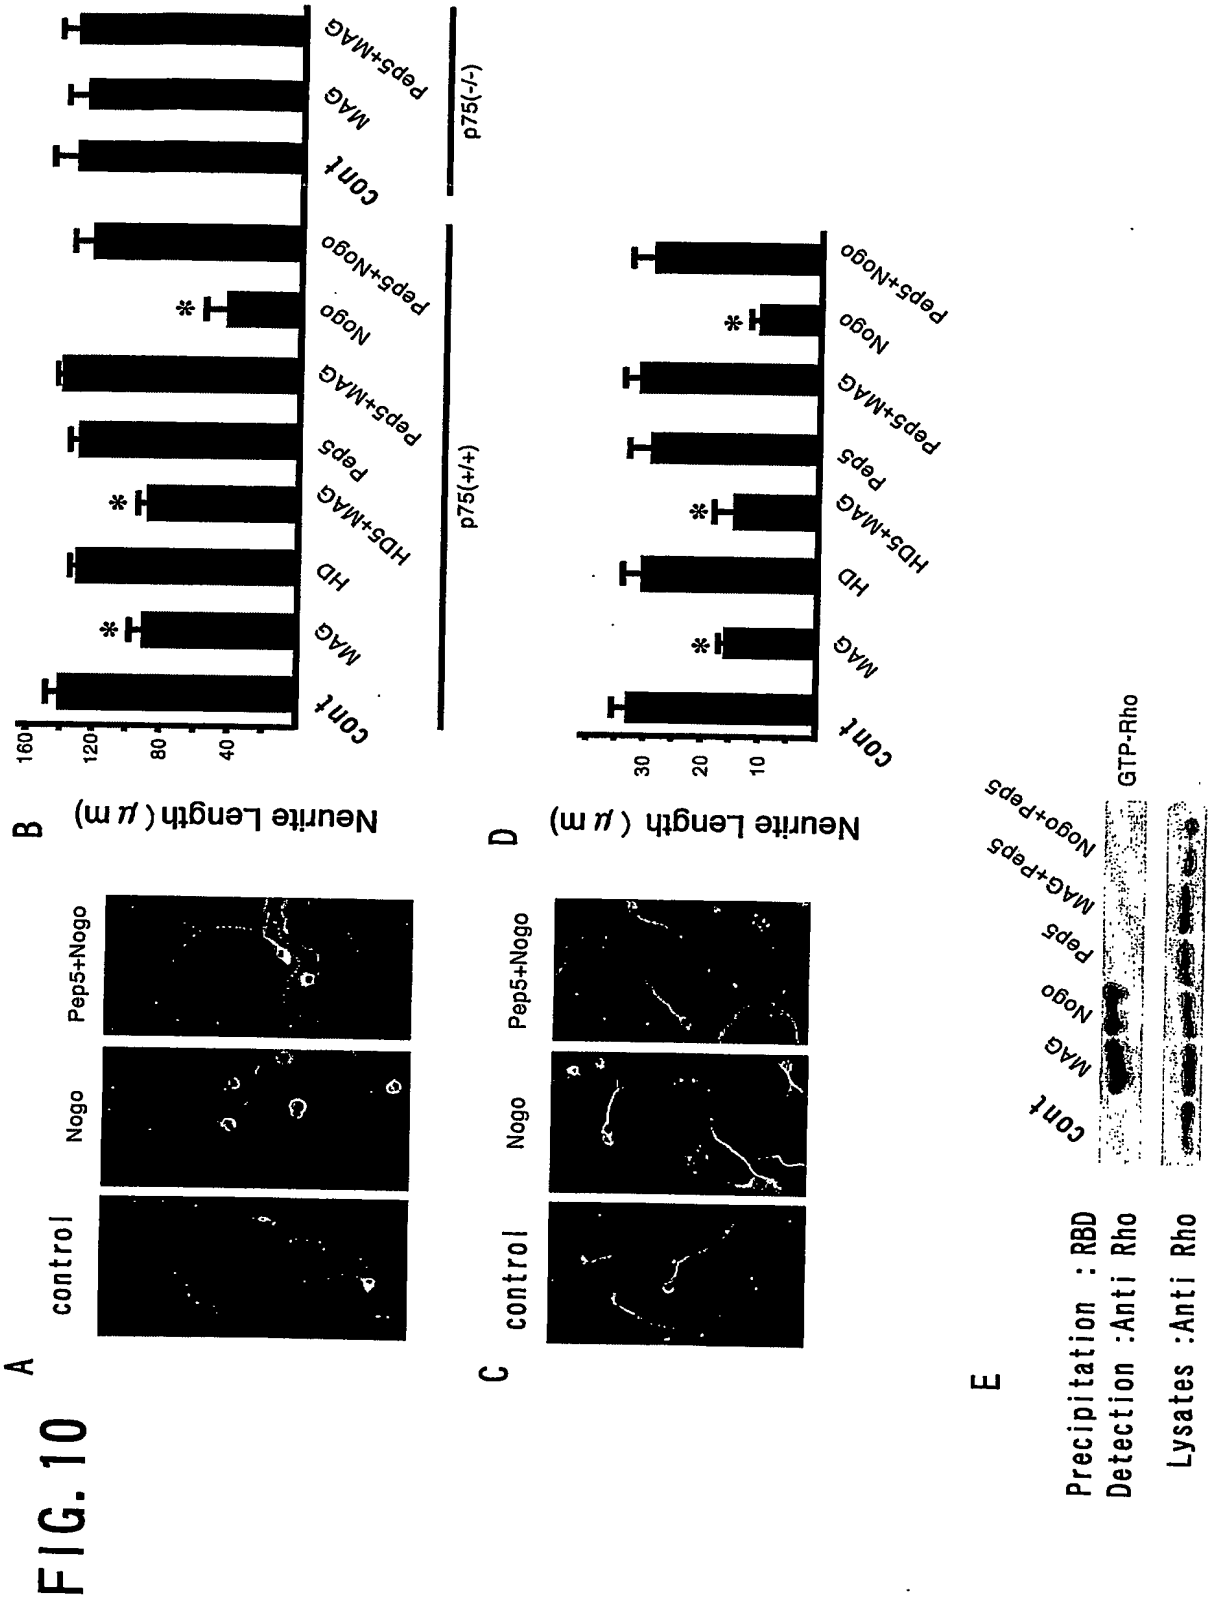 FIG. 10
A
control
Nogo
Pep5+Nogo
B
Neurite Length (μm)
160
120
80
40
cont
MAG
HD
HD5+MAG
Pep5
Pep5+MAG
Nogo
Pep5+Nogo
cont
MAG
Pep5+MAG
*
*
*
p75(+/+)
p75(-/-)
C
control
Nogo
Pep5+Nogo
D
Neurite Length (μm)
30
20
10
cont
MAG
HD
HD5+MAG
Pep5
Pep5+MAG
Nogo
Pep5+Nogo
*
*
*
E
cont
MAG
Nogo
Pep5
MAG+Pep5
Nogo+Pep5
Precipitation :RBD
Detection :Anti Rho
GTP-Rho
Lysates :Anti Rho